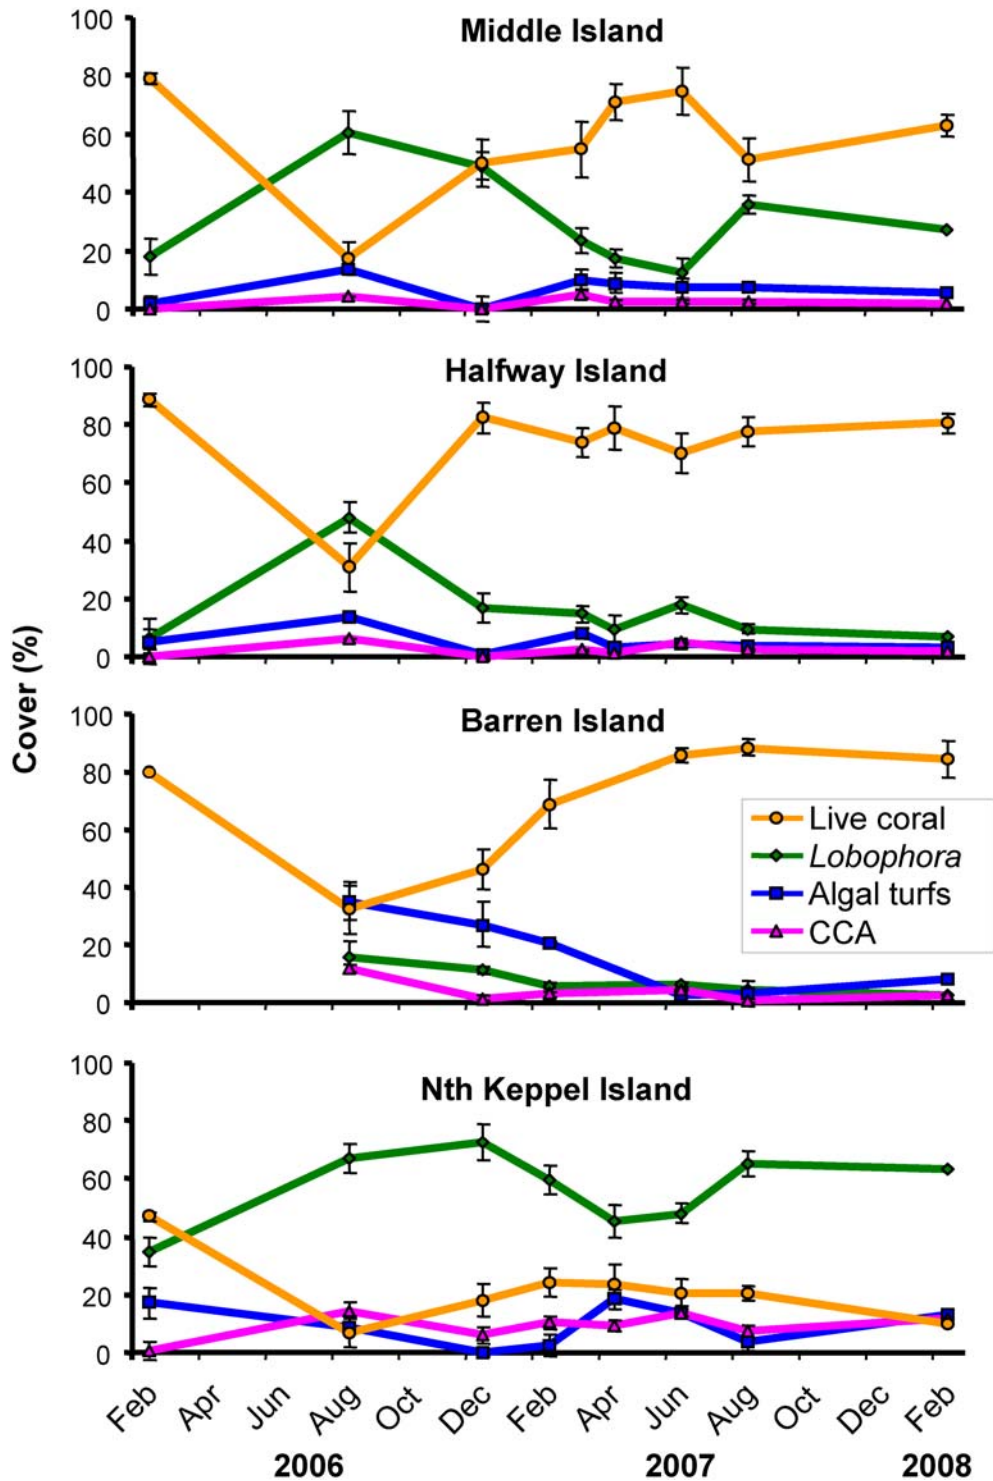 Middle Island
100
80
60
40
20
0
Halfway Island
100
80
60
40
20
0
Cover (%)
Barren Island
100
80
60
40
20
0
Live coral
Lobophora
Algal turfs
CCA
Nth Keppel Island
100
80
60
40
20
0
Feb Apr Jun Aug Oct Dec Feb Apr Jun Aug Oct Dec Feb
2006 2007 2008